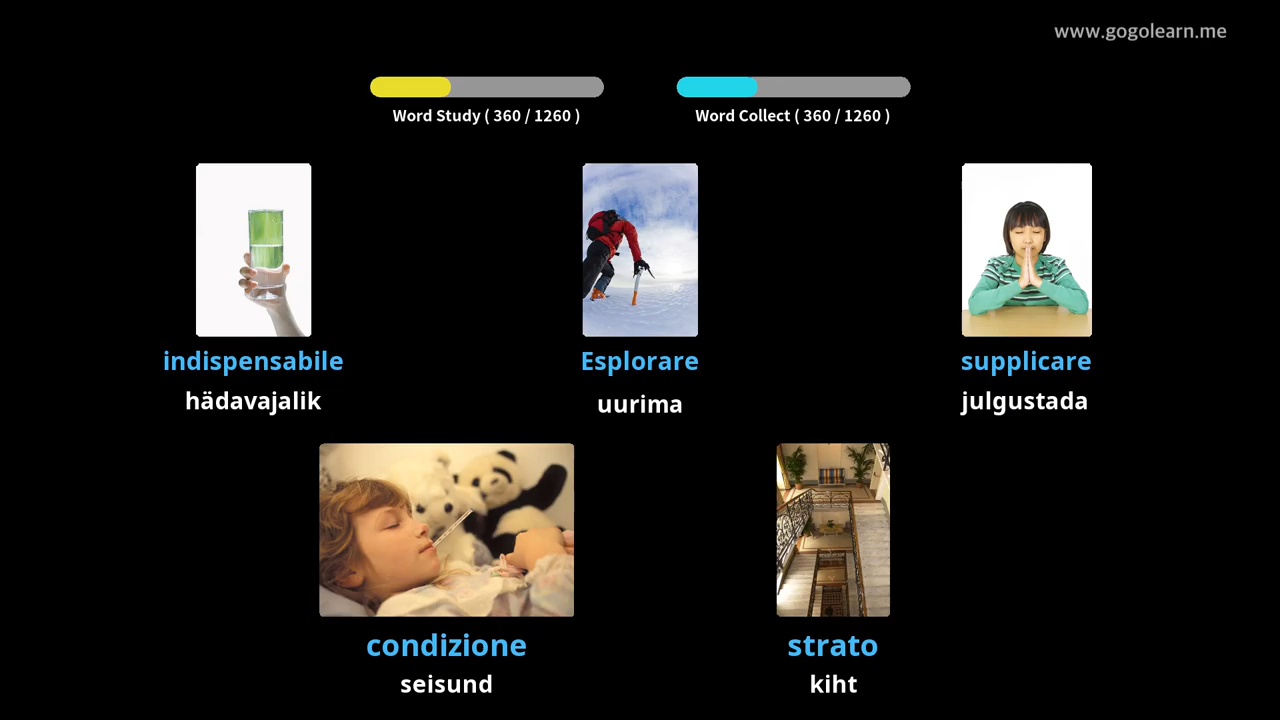 www.gogolearn.me
Word Study ( 360 / 1260 )
Word Collect ( 360 / 1260 )
indispensabile
hädavajalik
Esplorare
uurima
supplicare
julgustada
condizione
seisund
strato
kiht